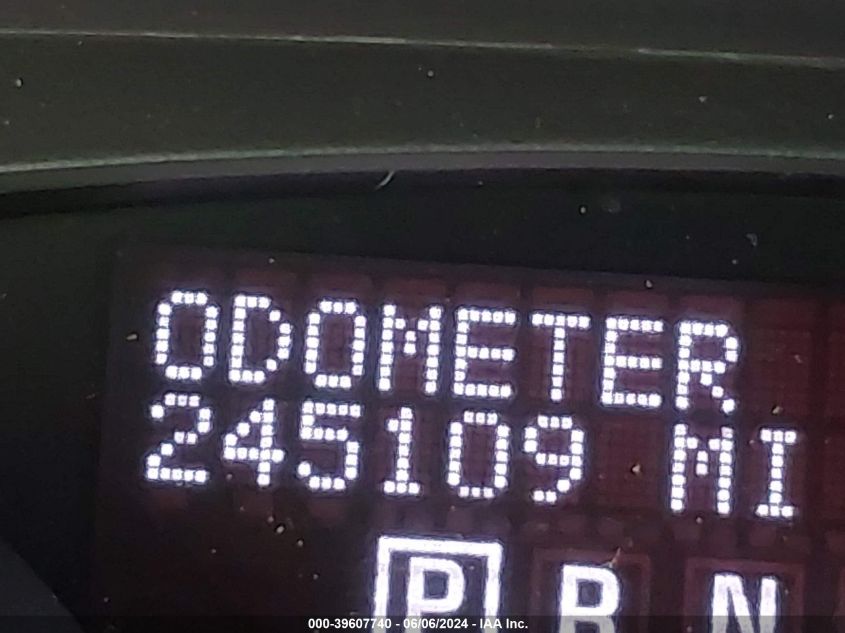 ODOMETER
245109 MI
P R N
000-39607740 - 06/06/2024 - IAA Inc.